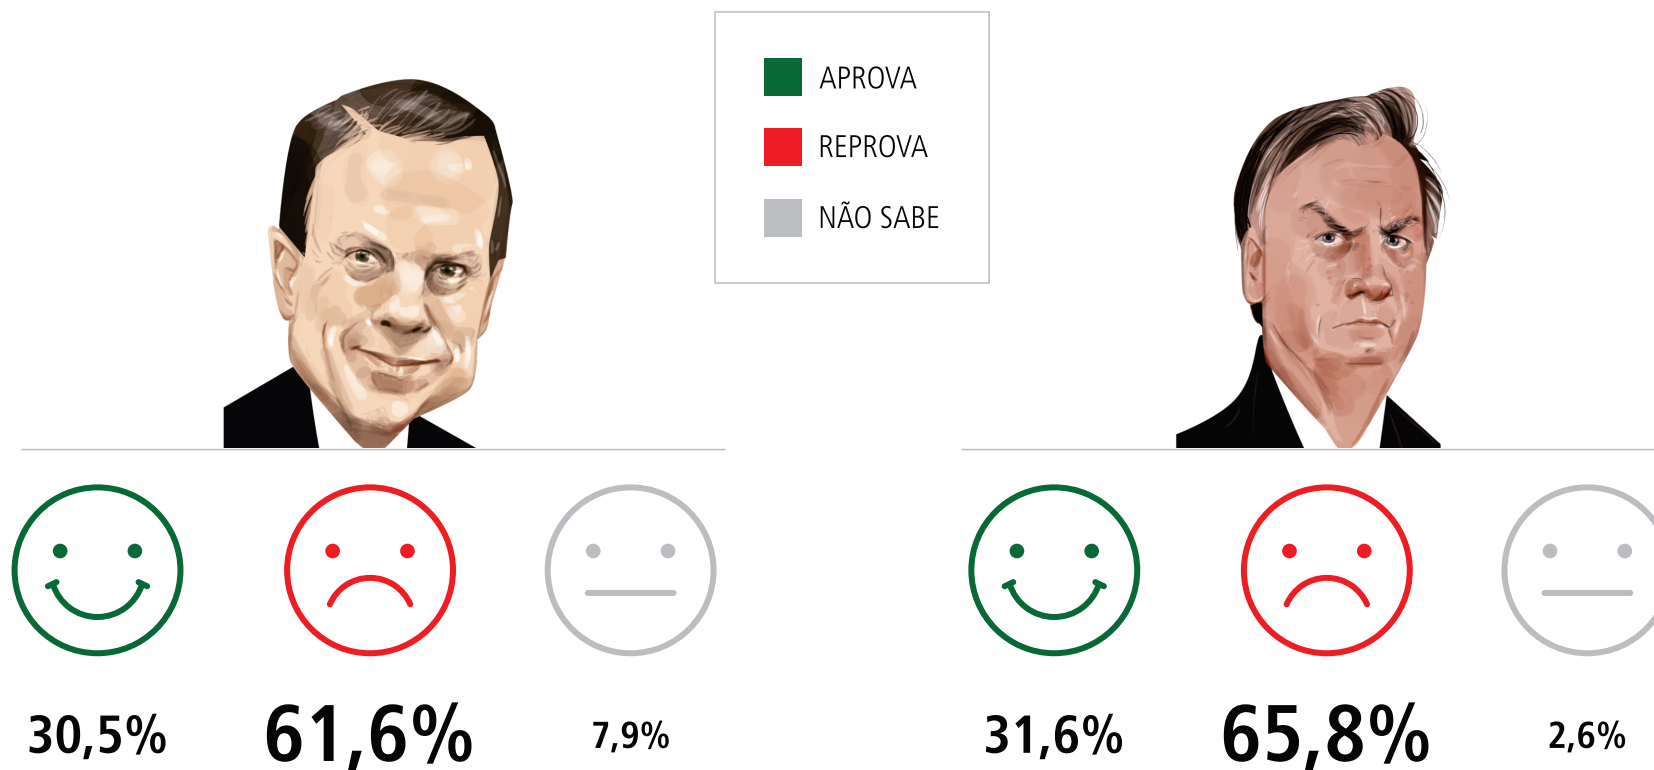 APROVA
REPROVA
NÃO SABE
30,5%
61,6%
7,9%
31,6%
65,8%
2,6%